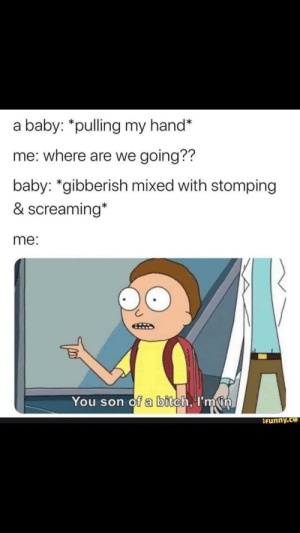 a baby: *pulling my hand*
me: where are we going??
baby: *gibberish mixed with stomping
& screaming*
me:
You son of a bitch, I'm in
ifunny.co